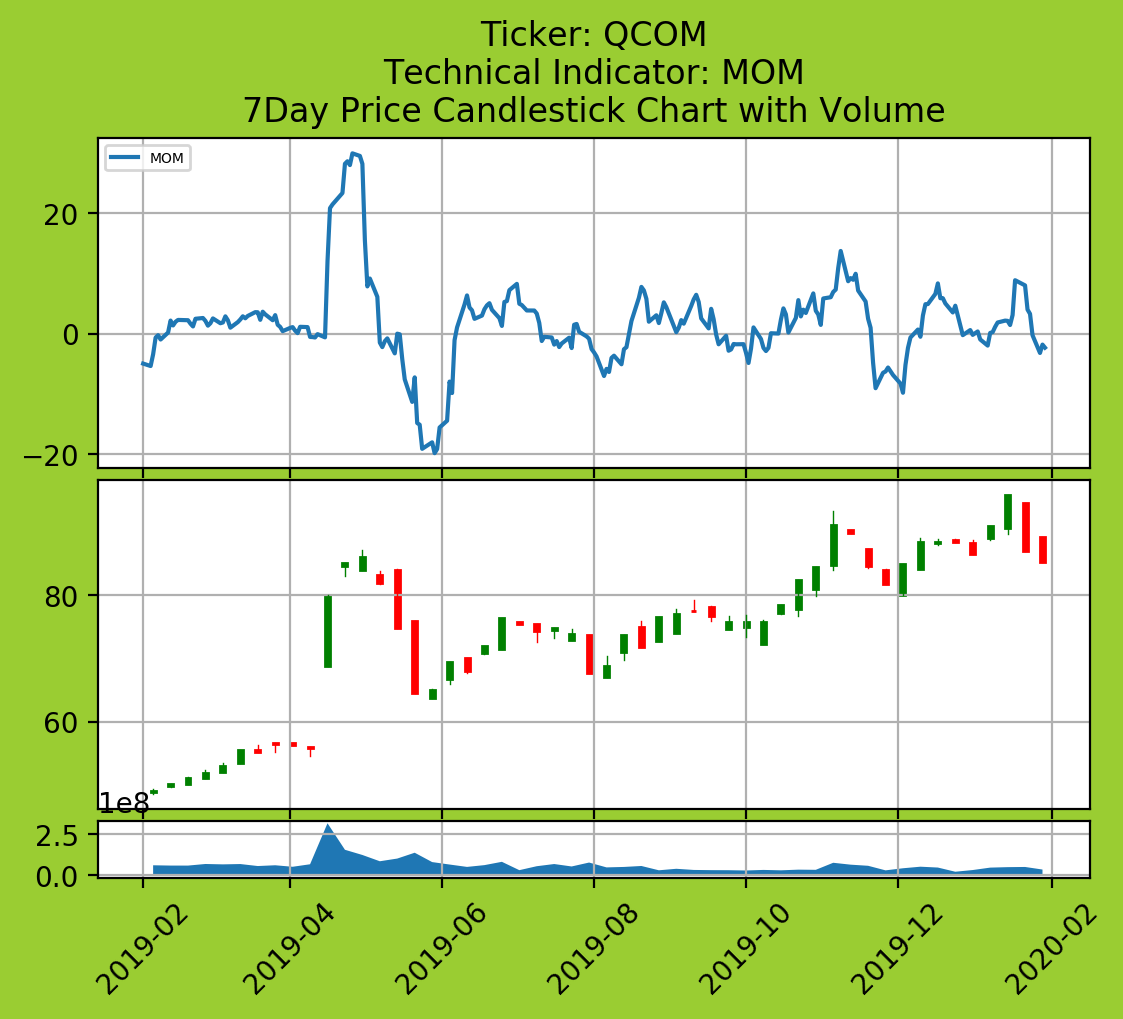 Ticker: QCOM
Technical Indicator: MOM
7Day Price Candlestick Chart with Volume
MOM
20
0
−20
80
60
1e8
2.5
0.0
2019-02
2019-04
2019-06
2019-08
2019-10
2019-12
2020-02